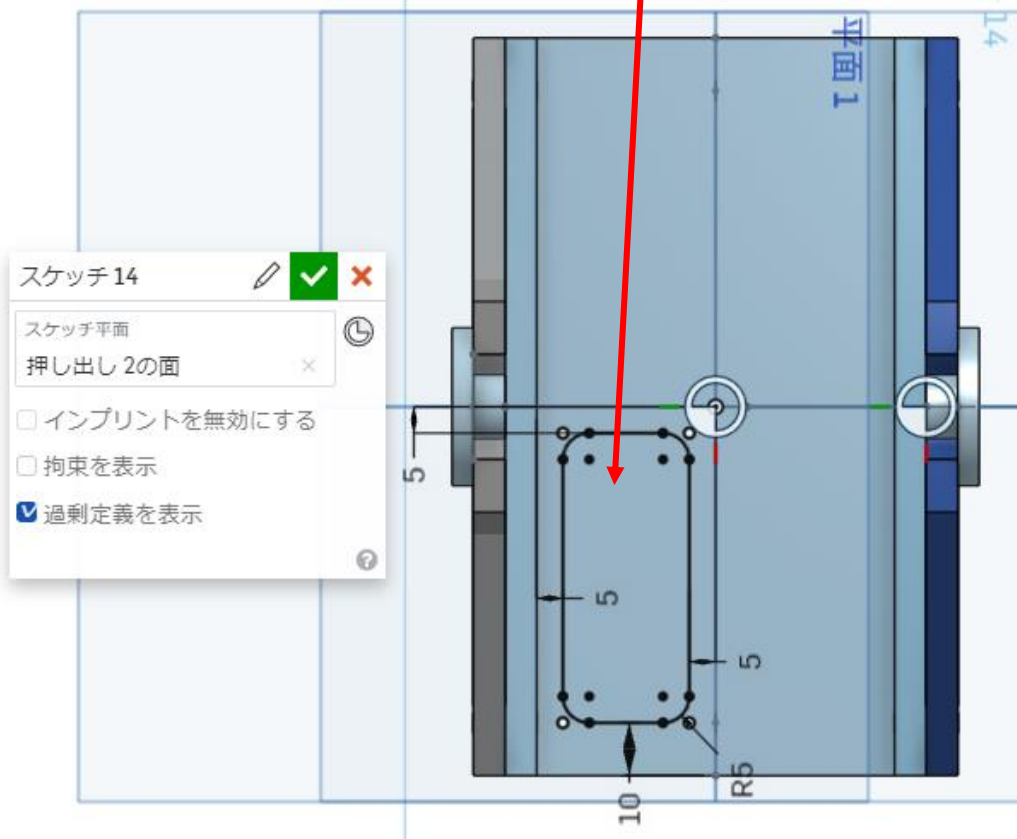 14
平面 1
スケッチ 14
スケッチ平面
押し出し 2の面
インプリントを無効にする
拘束を表示
過剰定義を表示
5
5
5
R5
10